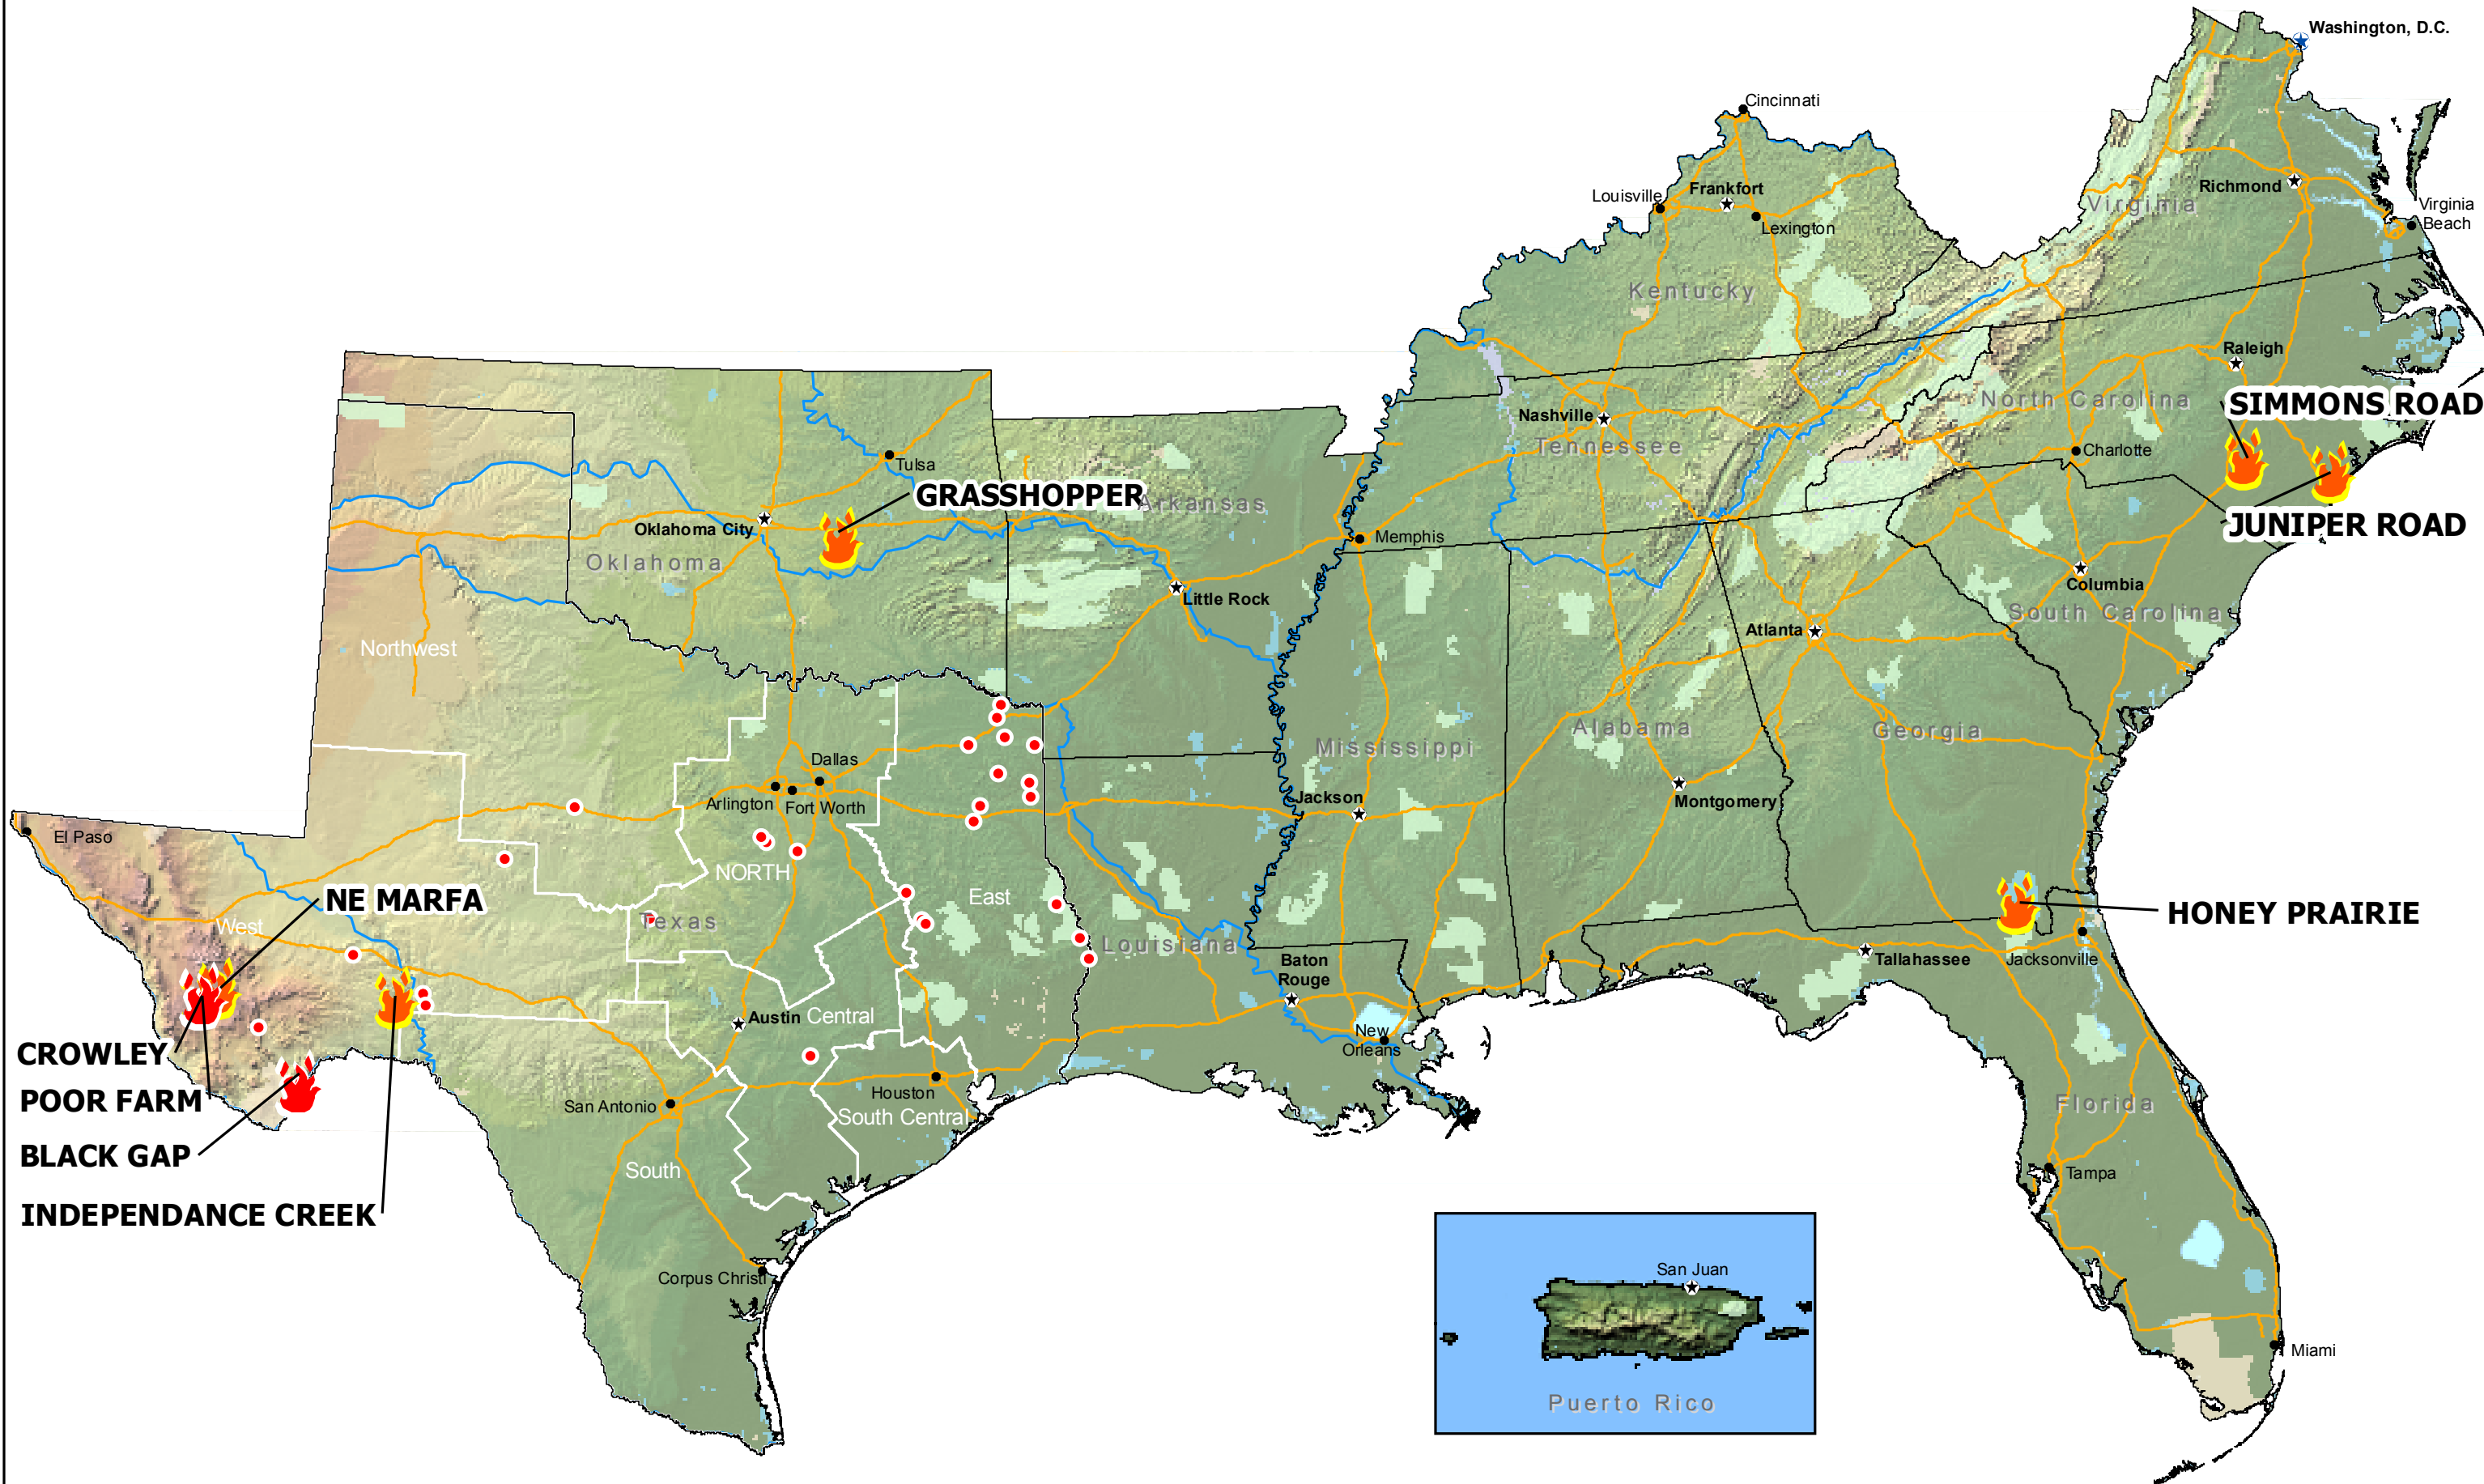 Washington, D.C.
Cincinnati
Louisville
Frankfort
Lexington
Richmond
Virginia
Virginia
Beach
Kentucky
Raleigh
North Carolina
SIMMONS ROAD
Nashville
Tennessee
Charlotte
Tulsa
GRASSHOPPER
Arkansas
Oklahoma City
Oklahoma
Memphis
JUNIPER ROAD
Little Rock
Columbia
South Carolina
Atlanta
Northwest
Alabama
Georgia
Mississippi
Dallas
Arlington
Fort Worth
Jackson
Montgomery
El Paso
NORTH
NE MARFA
East
West
Texas
HONEY PRAIRIE
Louisiana
Baton
Rouge
Tallahassee
Jacksonville
Austin
Central
New
Orleans
CROWLEY
POOR FARM
Houston
San Antonio
South Central
Florida
BLACK GAP
South
Tampa
INDEPENDANCE CREEK
Corpus Christi
San Juan
Miami
Puerto Rico